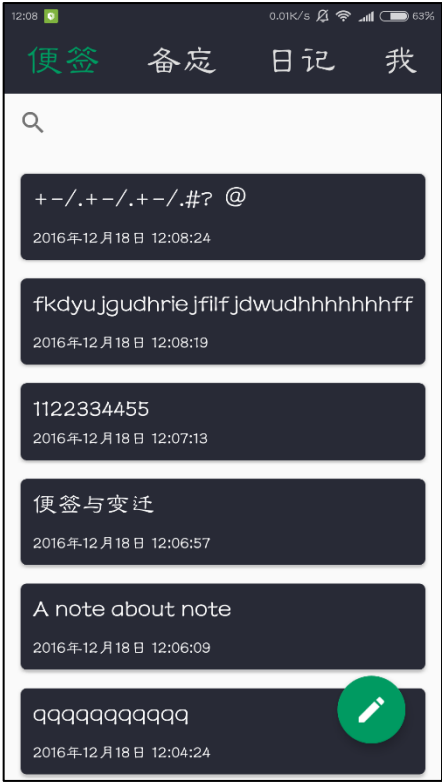 12:08 0.01K/s 63%
便签 备忘 日记 我
+-/.+-/.+-/.#? @
2016年12月18日 12:08:24
fkdyujgudhriejfilfjdwudhhhhhhhff
2016年12月18日 12:08:19
1122334455
2016年12月18日 12:07:13
便签与变迁
2016年12月18日 12:06:57
A note about note
2016年12月18日 12:06:09
qqqqqqqqqqq
2016年12月18日 12:04:24